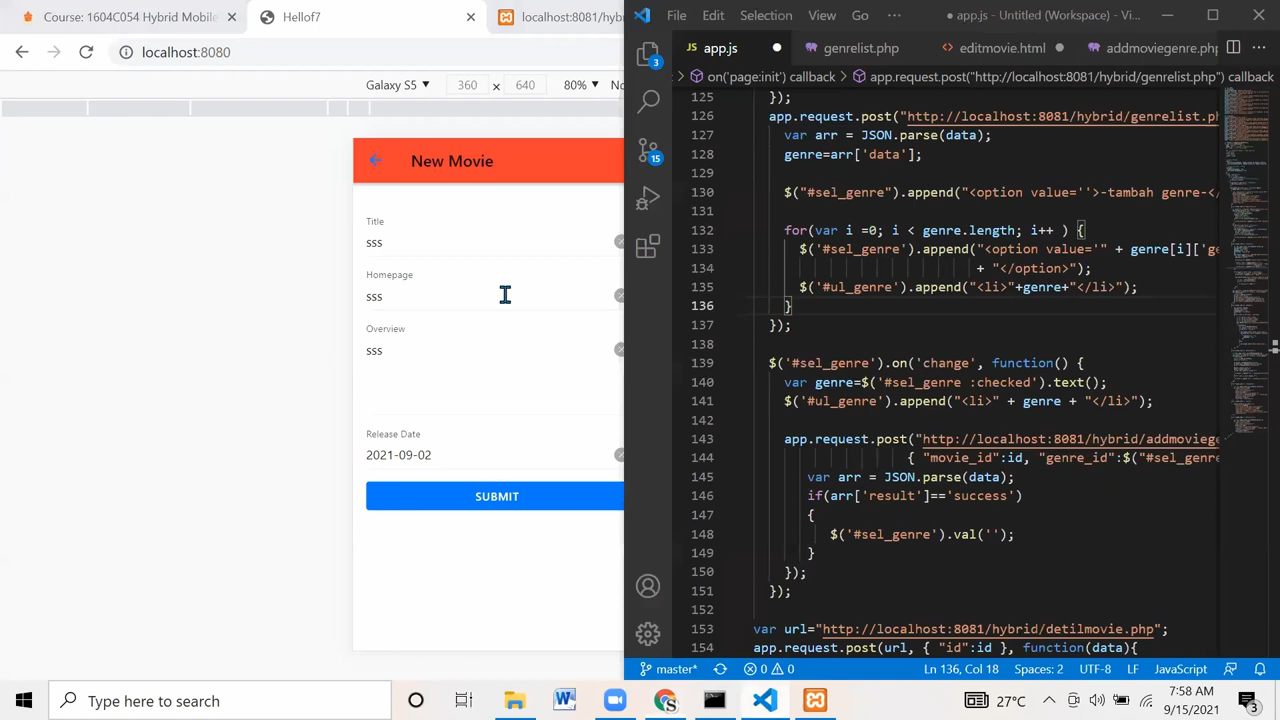 Course: 1604C054 Hybrid Mobile
Hellof7
localhost:8081/hyb
File Edit Selection View Go
app.js - Untitled (Workspace) - Vi...
localhost:8080
app.js
genrelist.php
editmovie.html
addmoviegenre.php
on('page:init') callback
app.request.post("http://localhost:8081/hybrid/genrelist.php") callback
Galaxy S5 360 × 640 80%
New Movie
Title
sss
Homepage
sss
Overview
sss
Release Date
2021-09-02
SUBMIT
125 });
126 app.request.post("http://localhost:8081/hybrid/genrelist.ph
127 var arr = JSON.parse(data);
128 genre=arr['data'];
129
130 $("#sel_genre").append("<option value=''>-tambah genre-</
131
132 for(var i =0; i < genre.length; i++ ) {
133 $('#sel_genre').append("<option value='" + genre[i]['ge
134 "</option>");
135 $('#ul_genre').append("<li>"+genre+"</li>");
136 }
137 });
138
139 $('#sel_genre').on('change', function() {
140 var genre=$('#sel_genre :checked').text();
141 $('#ul_genre').append("<li>" + genre + "</li>");
142
143 app.request.post("http://localhost:8081/hybrid/addmoviege
144 { "movie_id":id, "genre_id":$("#sel_genre
145 var arr = JSON.parse(data);
146 if(arr['result']=='success')
147 {
148 $('#sel_genre').val('');
149 }
150 });
151 });
152
153 var url="http://localhost:8081/hybrid/detilmovie.php";
154 app.request.post(url, { "id":id }, function(data){
3
15
master*
0 0
Ln 136, Col 18
Spaces: 2
UTF-8
LF
JavaScript
Type here to search
27°C
7:58 AM
9/15/2021
3